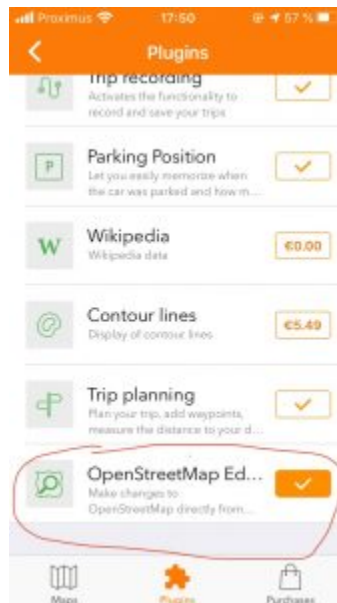 Proximus 17:50 57 %
Plugins
Trip recording
Activates the functionality to
record and save your trips
P
Parking Position
Let you easily memorize when
the car was parked and how m...
W
Wikipedia
Wikipedia data
€0.00
Contour lines
Display of contour lines
€5.49
Trip planning
Plan your trip, add waypoints,
measure the distance to your d...
OpenStreetMap Ed...
Make changes to
OpenStreetMap directly from...
Maps Plugins Purchases